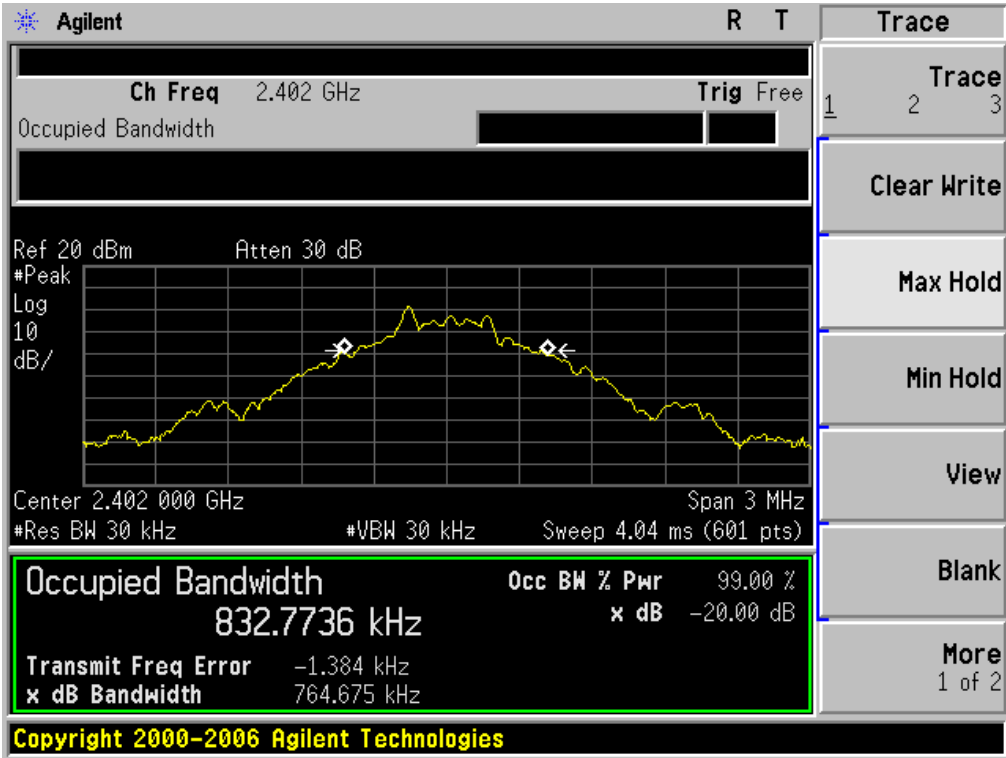 Agilent R T Trace
Ch Freq 2.402 GHz Trig Free
Occupied Bandwidth
Trace
1 2 3
Clear Write
Max Hold
Min Hold
View
Blank
More
1 of 2
Ref 20 dBm Atten 30 dB
#Peak
Log
10
dB/
Center 2.402 000 GHz Span 3 MHz
#Res BW 30 kHz #VBW 30 kHz Sweep 4.04 ms (601 pts)
Occupied Bandwidth Occ BW % Pwr 99.00 %
832.7736 kHz x dB -20.00 dB
Transmit Freq Error -1.384 kHz
x dB Bandwidth 764.675 kHz
Copyright 2000-2006 Agilent Technologies